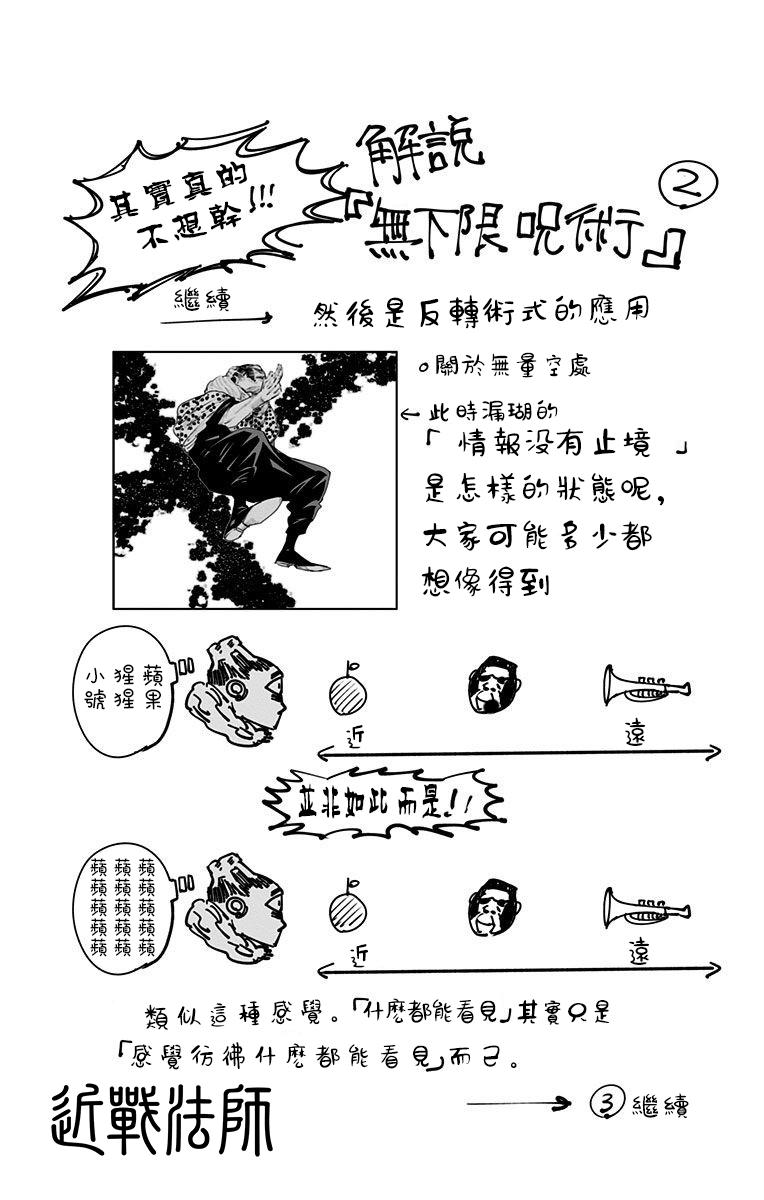 其實真的
不想幹!!!
解說
『無下限呪術』
②
繼續
然後是反轉術式的應用
。關於無量空處
←此時漏瑚的
「情報没有止境」
是怎樣的狀態呢,
大家可能多少都
想像得到
蘋果
猩猩
小號
近
遠
並非如此而是!!
蘋蘋蘋蘋蘋
蘋蘋蘋蘋蘋
蘋蘋蘋蘋蘋
近
遠
類似這種感覺。「什麽都能看見」其實只是
「感覺彷彿什麽都能看見」而已。
近戰法師
→③繼續